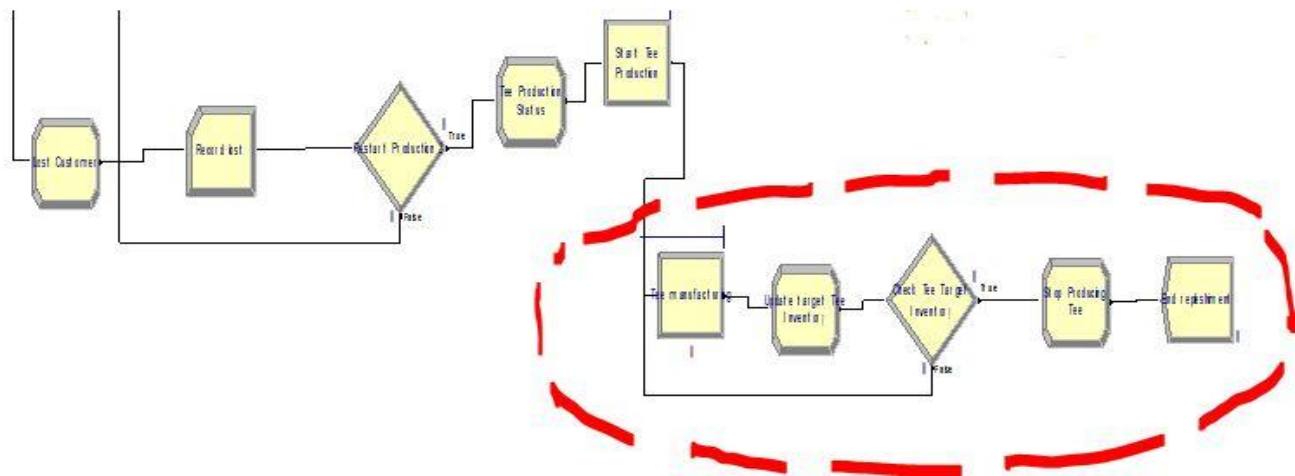 Lost Customer
Record lost
Restart Production
True
False
Tee Production
Status
Start Tee
Production
Tee manufacturing
Update target Tee
Inventory
Check Tee Target
Inventory
True
False
Stop Producing
Tee
End replishment